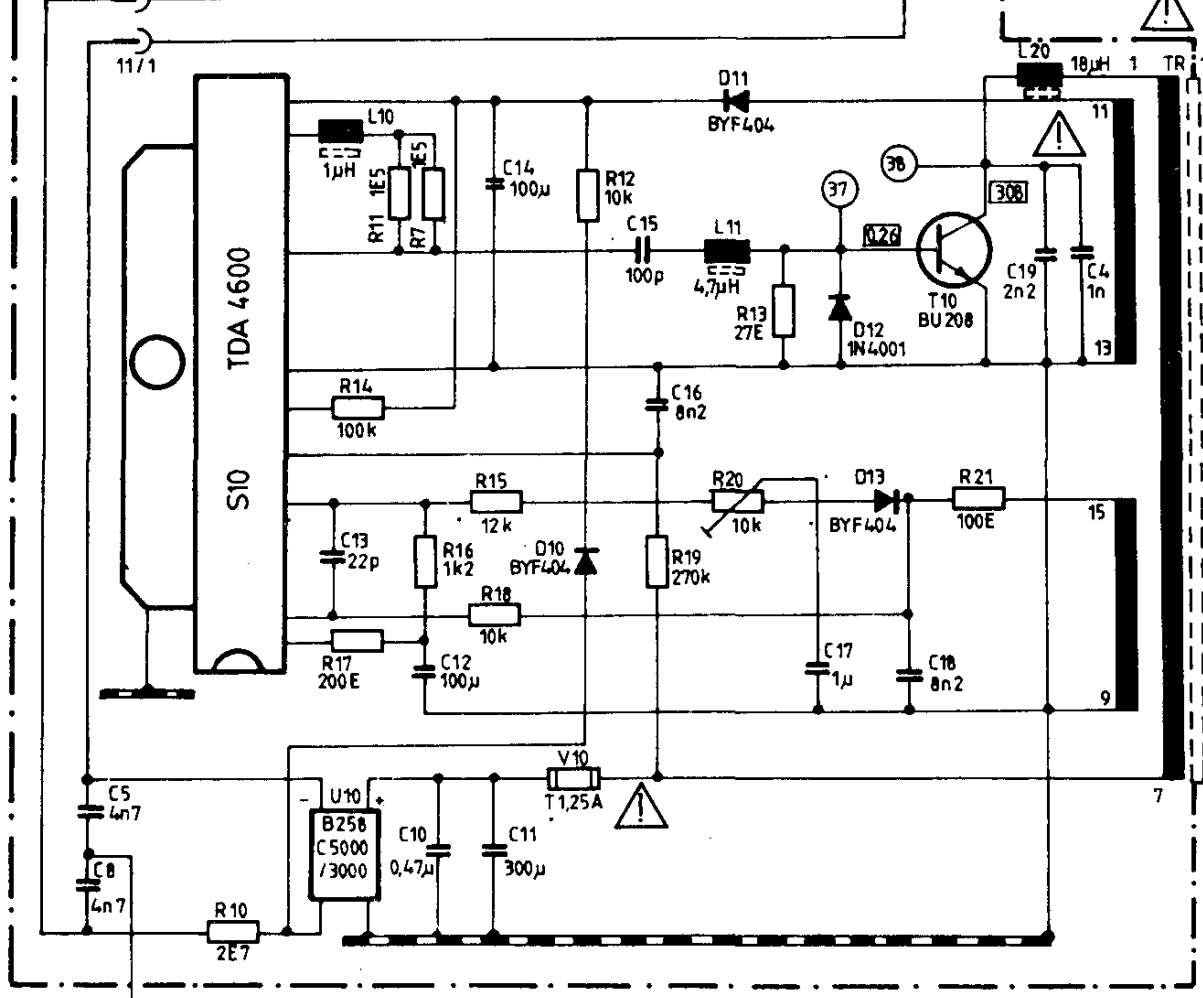 11/1
L20
18µH 1 TR
D11
BYF404
11
L10
1µH
1E5
1E5
R11
R7
C14
100µ
R12
10k
C15
100p
L11
4,7µH
37
38
308
0,26
T10
BU208
C19
2n2
C4
1n
R13
27E
D12
1N4001
13
TDA 4600
S10
R14
100k
C16
8n2
R15
12k
R20
10k
D13
BYF404
R21
100E
15
C13
22p
R16
1k2
D10
BYF404
R19
270k
R18
10k
R17
200E
C12
100µ
C17
1µ
C18
8n2
9
V10
T1,25A
!
!
7
C5
4n7
U10
- +
B258
C5000
/3000
C10
0,47µ
C11
300µ
C8
4n7
R10
2E7